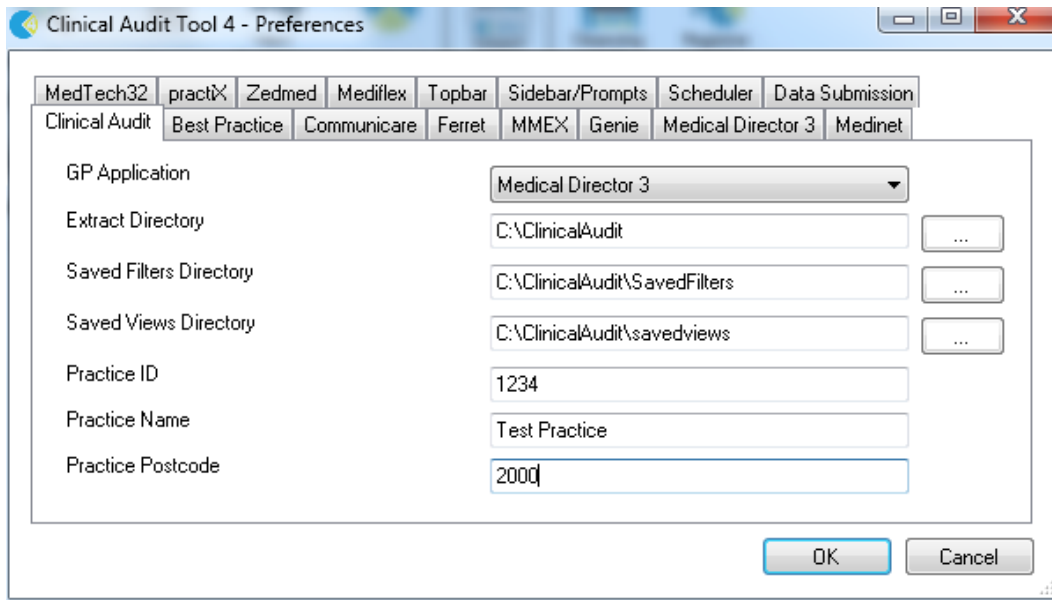 Clinical Audit Tool 4 - Preferences
MedTech32 practiX Zedmed Mediflex Topbar Sidebar/Prompts Scheduler Data Submission
Clinical Audit Best Practice Communicare Ferret MMEX Genie Medical Director 3 Medinet
GP Application Medical Director 3
Extract Directory C:\ClinicalAudit ...
Saved Filters Directory C:\ClinicalAudit\SavedFilters ...
Saved Views Directory C:\ClinicalAudit\savedviews ...
Practice ID 1234
Practice Name Test Practice
Practice Postcode 2000
OK Cancel